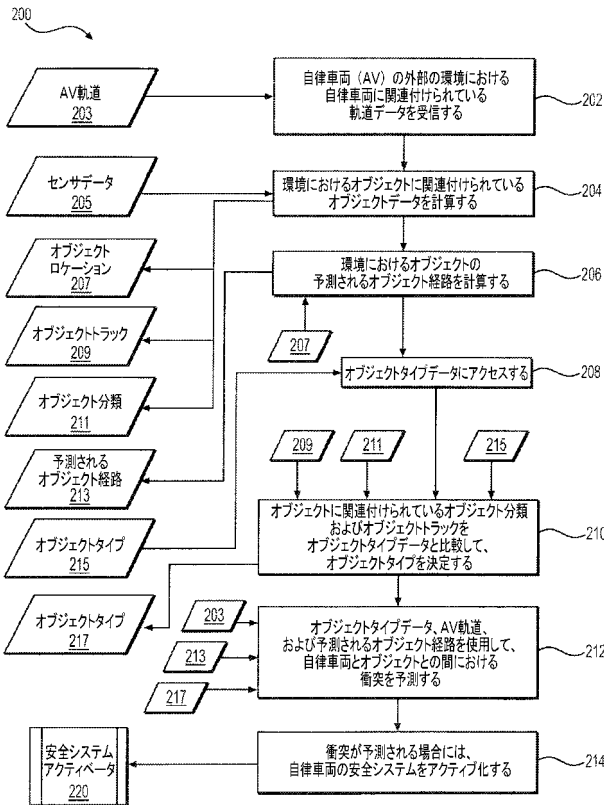 200
AV軌道
203
自律車両（AV）の外部の環境における
自律車両に関連付けられている
軌道データを受信する
202
センサデータ
205
環境におけるオブジェクトに関連付けられている
オブジェクトデータを計算する
204
オブジェクト
ロケーション
207
環境におけるオブジェクトの
予測されるオブジェクト経路を計算する
206
207
オブジェクトトラック
209
オブジェクトタイプデータにアクセスする
208
オブジェクト分類
211
予測される
オブジェクト経路
213
209
211
215
オブジェクトタイプ
215
オブジェクトに関連付けられているオブジェクト分類
およびオブジェクトトラックを
オブジェクトタイプデータと比較して、
オブジェクトタイプを決定する
210
オブジェクトタイプ
217
203
213
217
オブジェクトタイプデータ、AV軌道、
および予測されるオブジェクト経路を使用して、
自律車両とオブジェクトとの間における
衝突を予測する
212
安全システム
アクティベータ
220
衝突が予測される場合には、
自律車両の安全システムをアクティブ化する
214